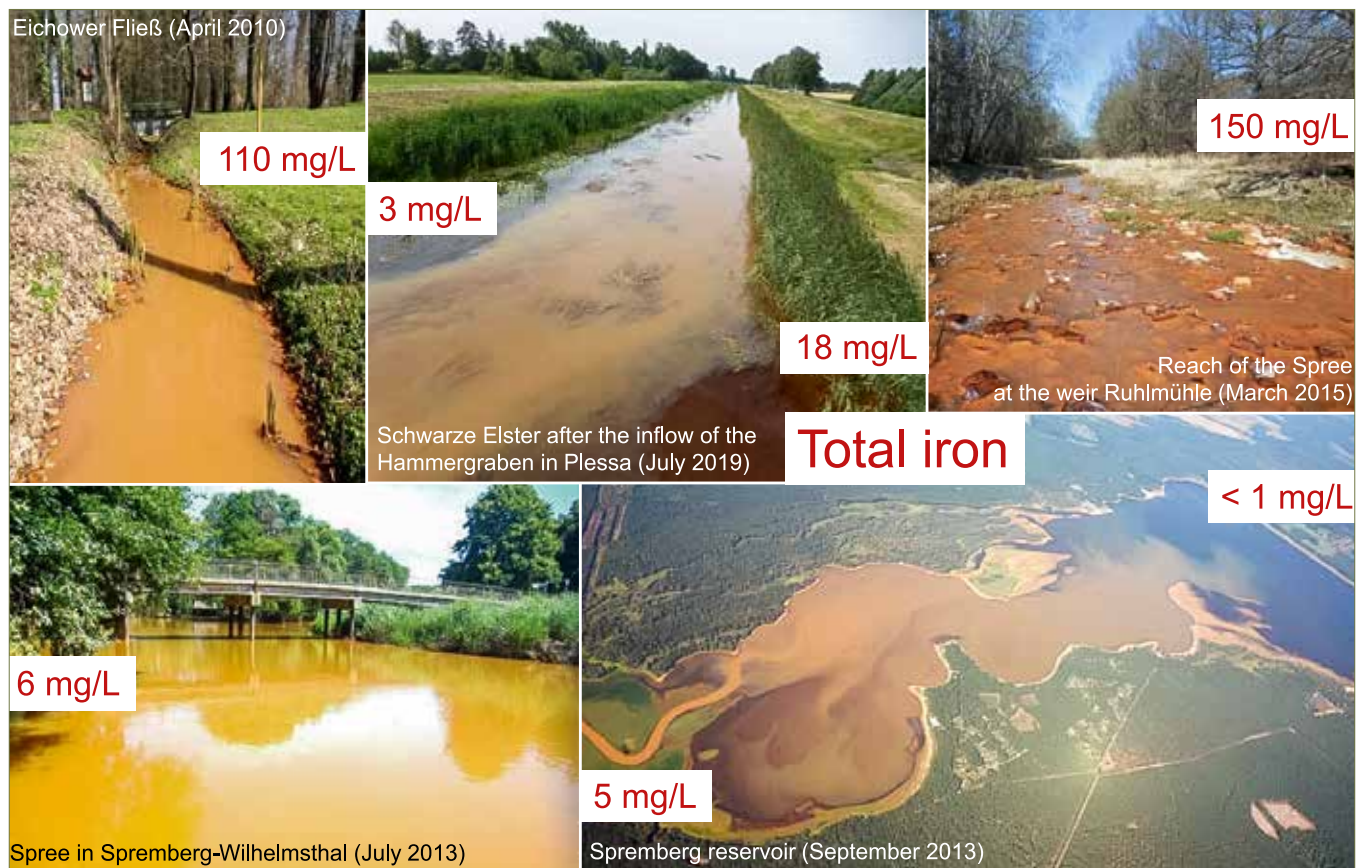 Eichower Fließ (April 2010)
110 mg/L
3 mg/L
18 mg/L
Schwarze Elster after the inflow of the
Hammergraben in Plessa (July 2019)
150 mg/L
Reach of the Spree
at the weir Ruhlmühle (March 2015)
Total iron
6 mg/L
Spree in Spremberg-Wilhelmsthal (July 2013)
< 1 mg/L
5 mg/L
Spremberg reservoir (September 2013)